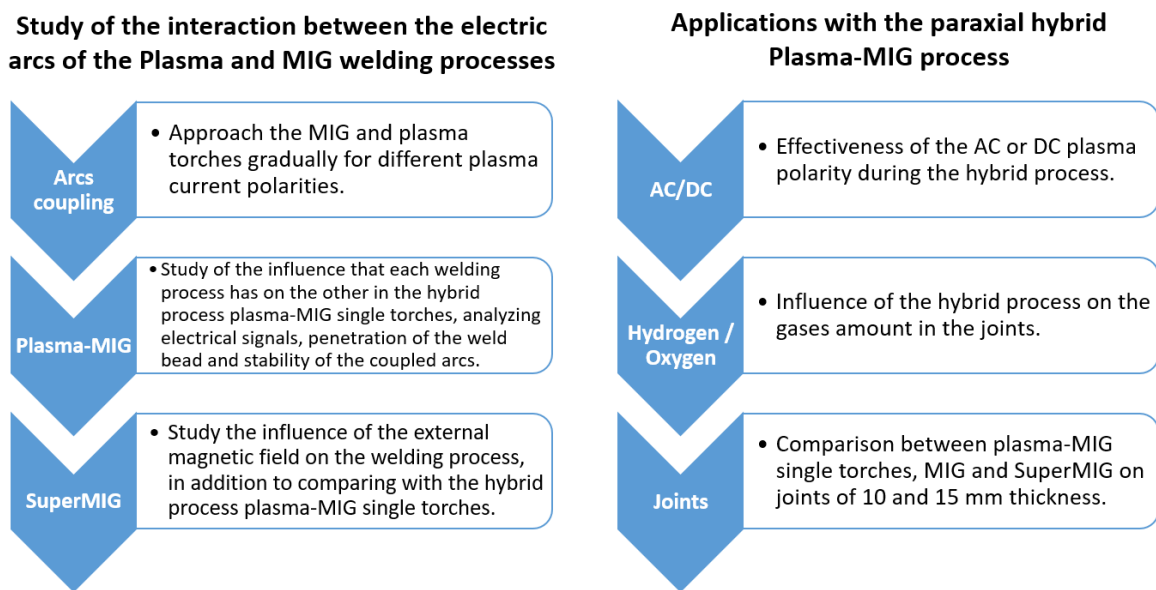 Study of the interaction between the electric
arcs of the Plasma and MIG welding processes
Arcs
coupling
• Approach the MIG and plasma
torches gradually for different plasma
current polarities.
Plasma-MIG
• Study of the influence that each welding
process has on the other in the hybrid
process plasma-MIG single torches, analyzing
electrical signals, penetration of the weld
bead and stability of the coupled arcs.
SuperMIG
• Study the influence of the external
magnetic field on the welding process,
in addition to comparing with the hybrid
process plasma-MIG single torches.
Applications with the paraxial hybrid
Plasma-MIG process
AC/DC
• Effectiveness of the AC or DC plasma
polarity during the hybrid process.
Hydrogen /
Oxygen
• Influence of the hybrid process on the
gases amount in the joints.
Joints
• Comparison between plasma-MIG
single torches, MIG and SuperMIG on
joints of 10 and 15 mm thickness.